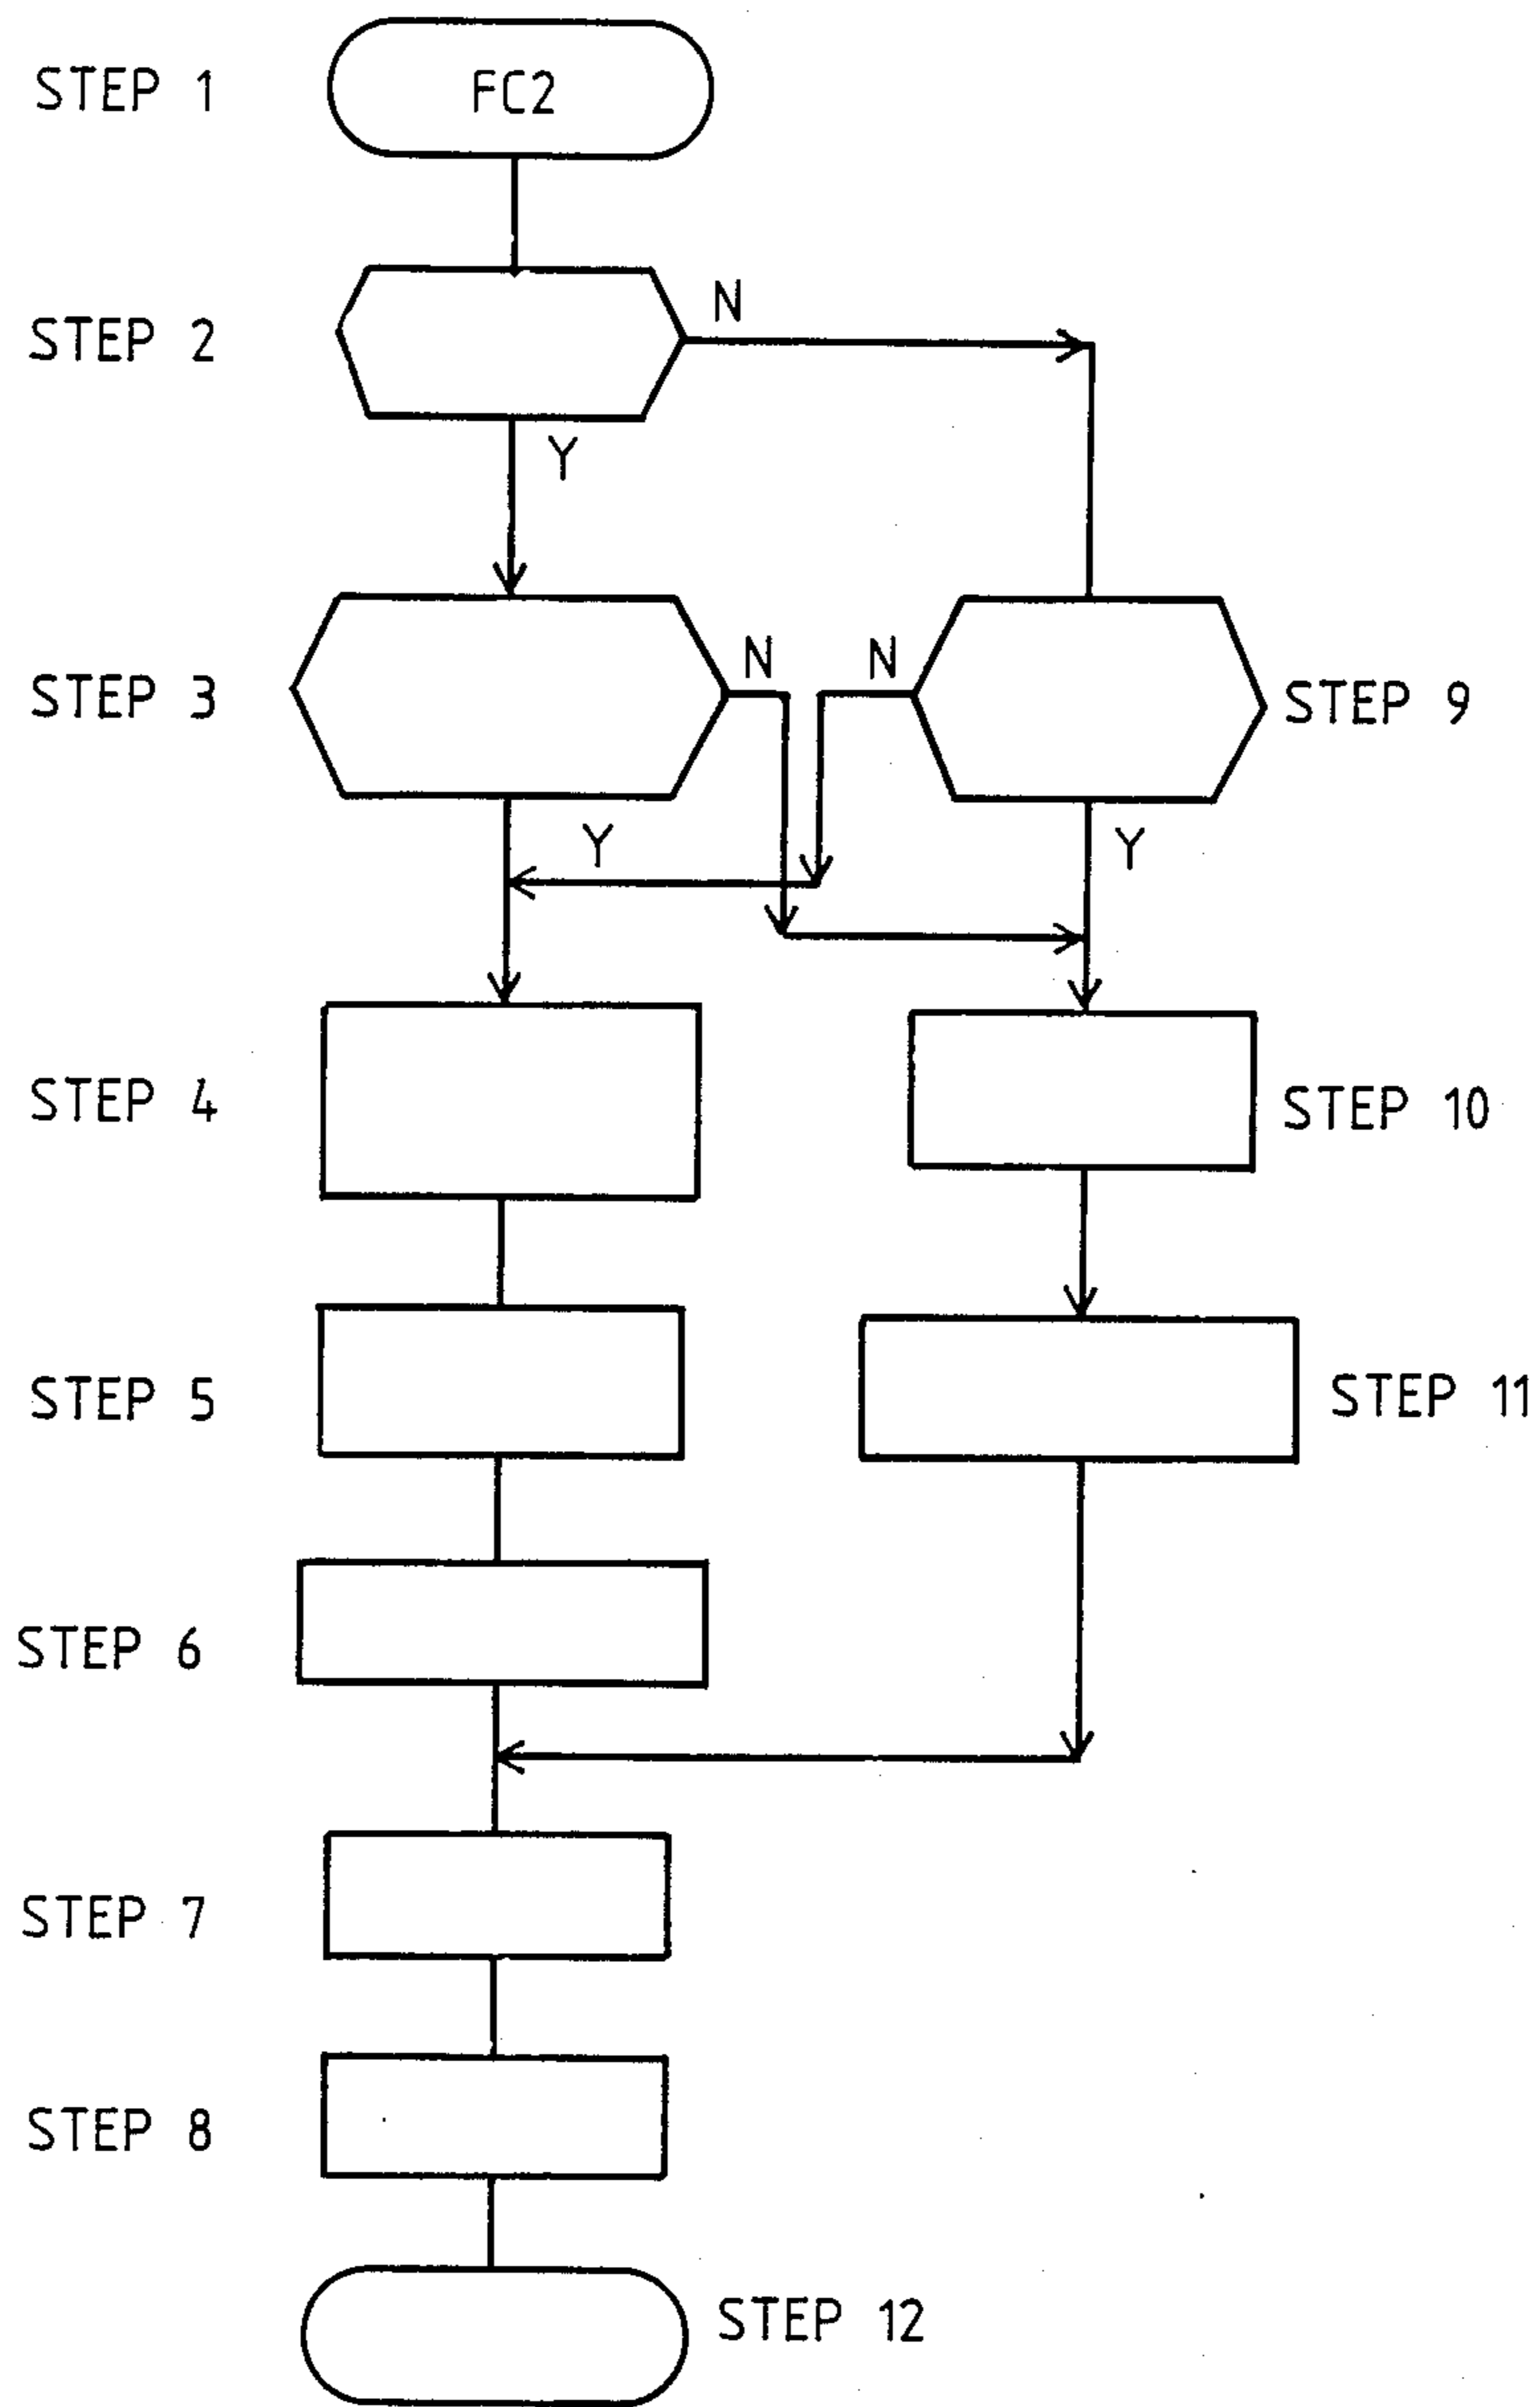 STEP 1
FC2
STEP 2
N
Y
STEP 3
N
N
STEP 9
Y
Y
STEP 4
STEP 10
STEP 5
STEP 11
STEP 6
STEP 7
STEP 8
STEP 12